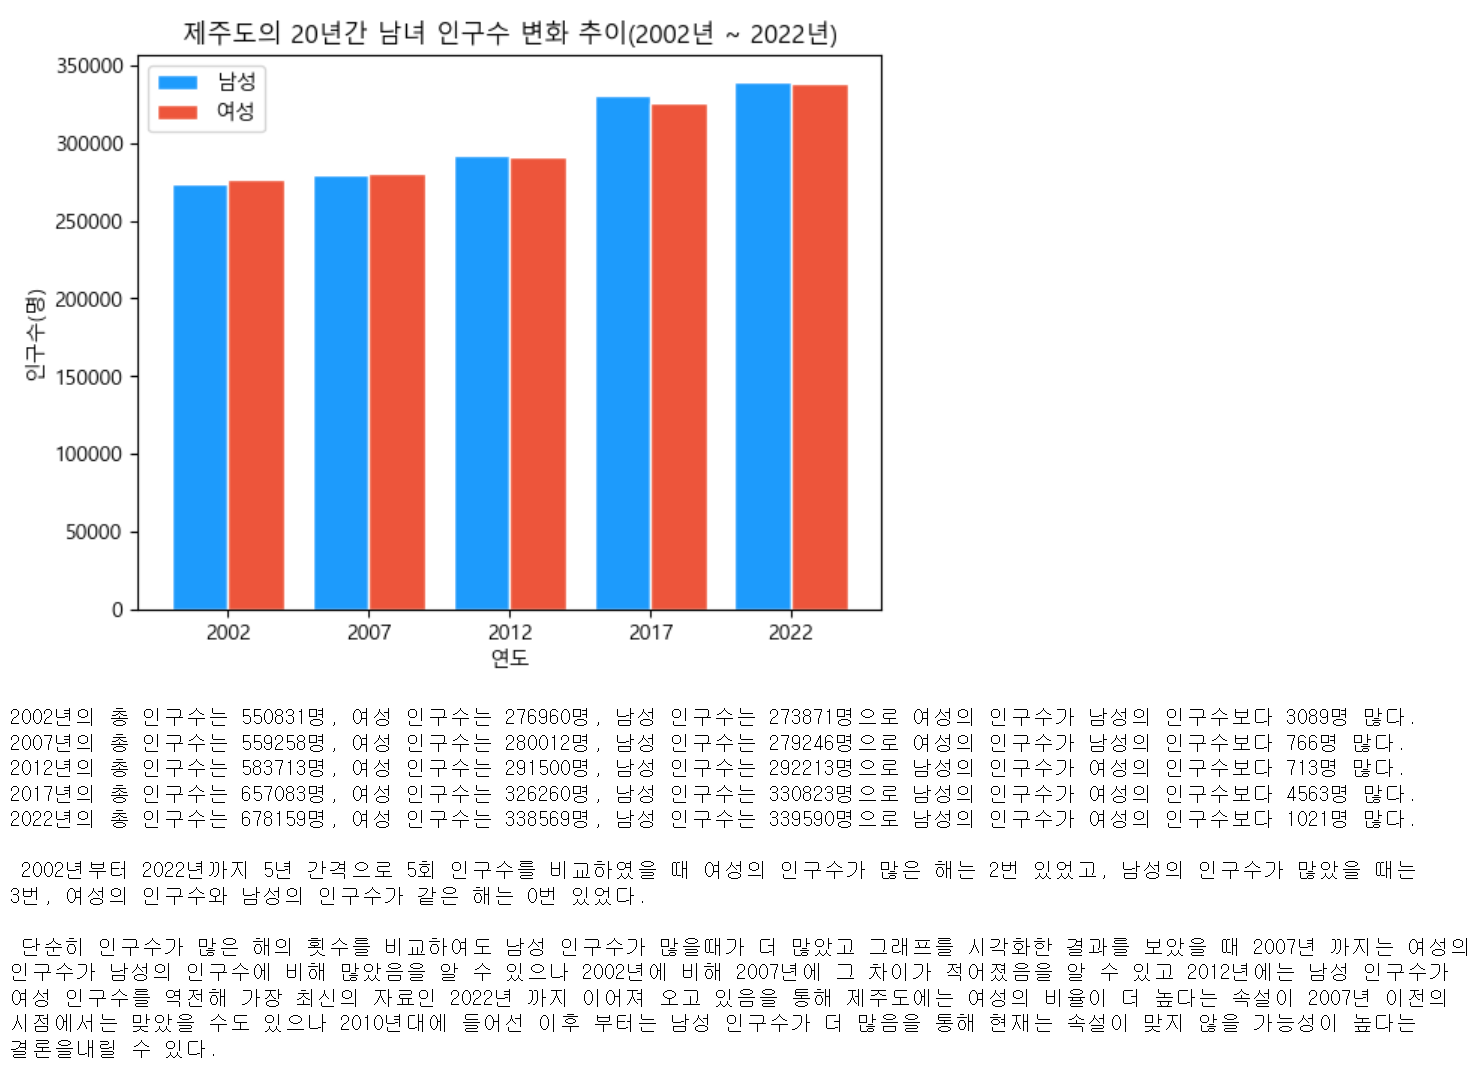 제주도의 20년간 남녀 인구수 변화 추이(2002년 ~ 2022년)
350000
300000
250000
200000
150000
100000
50000
0
남성
여성
인구수(명)
2002 2007 2012 2017 2022
연도
2002년의 총 인구수는 550831명, 여성 인구수는 276960명, 남성 인구수는 273871명으로 여성의 인구수가 남성의 인구수보다 3089명 많다.
2007년의 총 인구수는 559258명, 여성 인구수는 280012명, 남성 인구수는 279246명으로 여성의 인구수가 남성의 인구수보다 766명 많다.
2012년의 총 인구수는 583713명, 여성 인구수는 291500명, 남성 인구수는 292213명으로 남성의 인구수가 여성의 인구수보다 713명 많다.
2017년의 총 인구수는 657083명, 여성 인구수는 326260명, 남성 인구수는 330823명으로 남성의 인구수가 여성의 인구수보다 4563명 많다.
2022년의 총 인구수는 678159명, 여성 인구수는 338569명, 남성 인구수는 339590명으로 남성의 인구수가 여성의 인구수보다 1021명 많다.
2002년부터 2022년까지 5년 간격으로 5회 인구수를 비교하였을 때 여성의 인구수가 많은 해는 2번 있었고, 남성의 인구수가 많았을 때는
3번, 여성의 인구수와 남성의 인구수가 같은 해는 0번 있었다.
단순히 인구수가 많은 해의 횟수를 비교하여도 남성 인구수가 많을때가 더 많았고 그래프를 시각화한 결과를 보았을 때 2007년 까지는 여성의
인구수가 남성의 인구수에 비해 많았음을 알 수 있으나 2002년에 비해 2007년에 그 차이가 적어졌음을 알 수 있고 2012년에는 남성 인구수가
여성 인구수를 역전해 가장 최신의 자료인 2022년 까지 이어져 오고 있음을 통해 제주도에는 여성의 비율이 더 높다는 속설이 2007년 이전의
시점에서는 맞았을 수도 있으나 2010년대에 들어선 이후 부터는 남성 인구수가 더 많음을 통해 현재는 속설이 맞지 않을 가능성이 높다는
결론을내릴 수 있다.